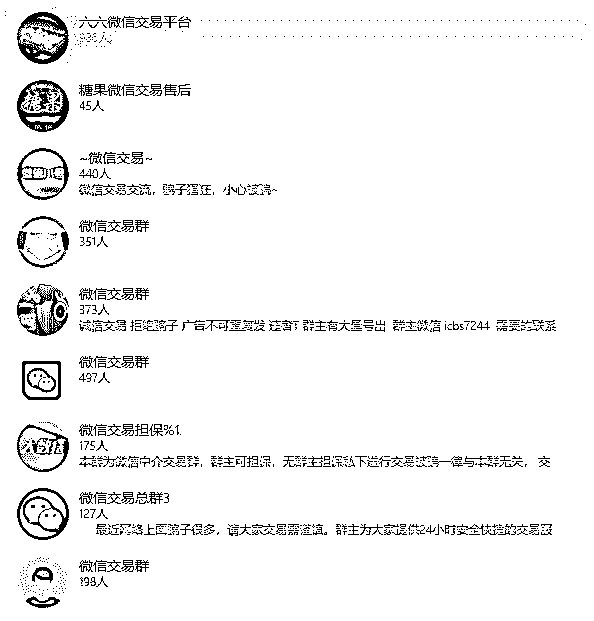 六六微信交易平台
938人
糖果微信交易售后
45人
~微信交易~
440人
微信交易交流，骗子猖狂，小心被骗~
微信交易群
351人
微信交易群
373人
诚信交易 拒绝骗子 广告不可重复发 违者T 群主有大量号出 群主微信 icbs7244 需要的联系
微信交易群
497人
微信交易担保%1
175人
本群为微信中介交易群，群主可担保，无群主担保私下进行交易被骗一律与本群无关， 交
微信交易总群3
127人
最近网络上面骗子很多，请大家交易需谨慎。群主为大家提供24小时安全快捷的交易服
微信交易群
198人